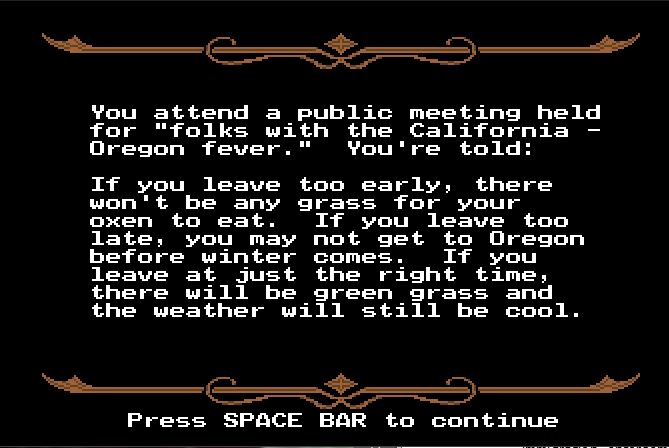 You attend a public meeting held
for "folks with the California -
Oregon fever."  You're told:
If you leave too early, there
won't be any grass for your
oxen to eat.  If you leave too
late, you may not get to Oregon
before winter comes.  If you
leave at just the right time,
there will be green grass and
the weather will still be cool.
Press SPACE BAR to continue